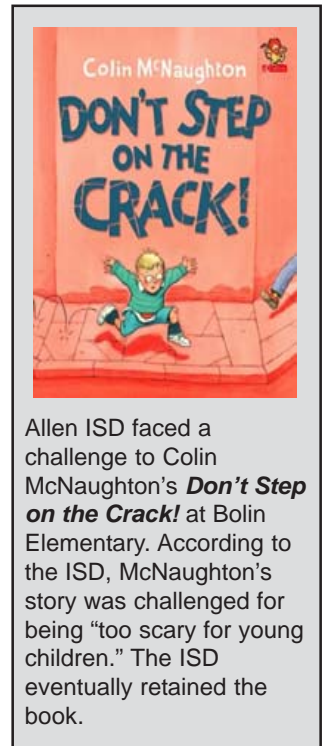 Colin McNaughton
DON'T STEP
ON THE
CRACK!
Allen ISD faced a
challenge to Colin
McNaughton's Don't Step
on the Crack! at Bolin
Elementary. According to
the ISD, McNaughton's
story was challenged for
being “too scary for young
children.” The ISD
eventually retained the
book.